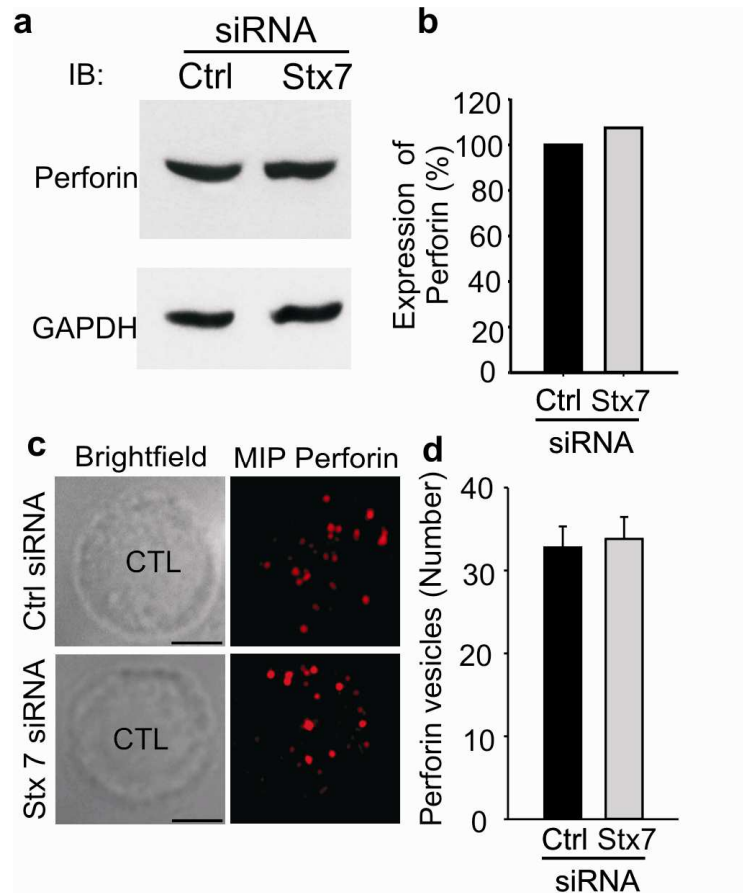 a
siRNA
IB: Ctrl Stx7
Perforin
GAPDH
b
Expression of
Perforin (%)
120
100
80
60
40
20
0
Ctrl Stx7
siRNA
c
Brightfield MIP Perforin
Ctrl siRNA
CTL
Stx 7 siRNA
CTL
d
Perforin vesicles (Number)
40
30
20
10
0
Ctrl Stx7
siRNA